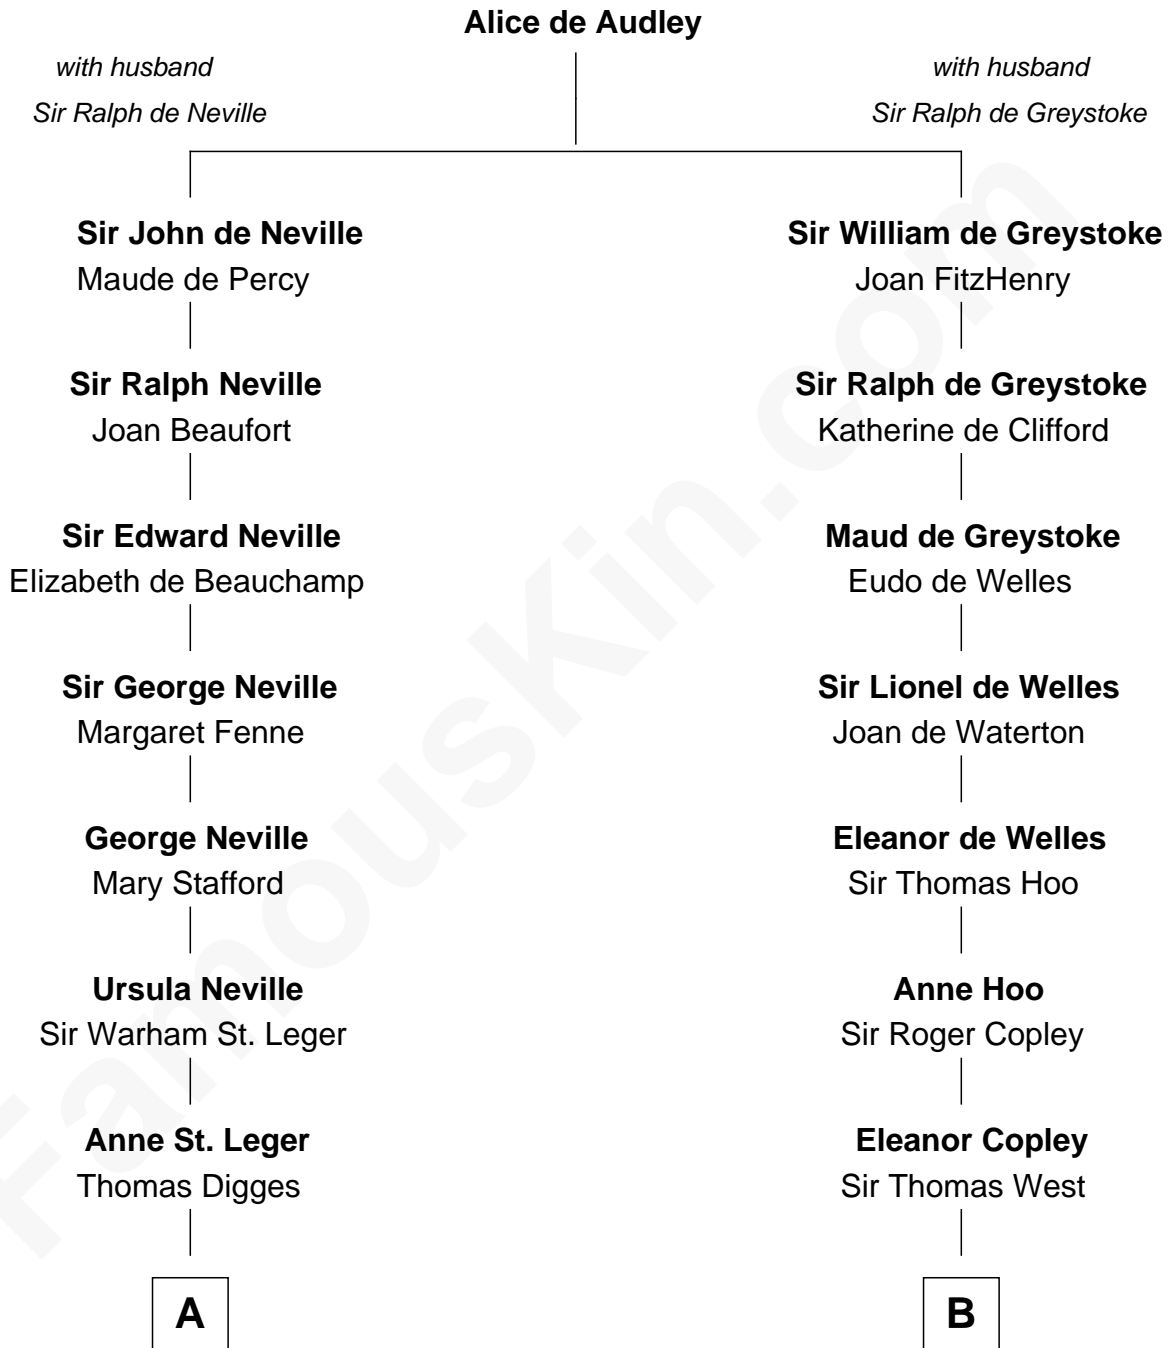 Alice de Audley
with husband
Sir Ralph de Neville
with husband
Sir Ralph de Greystoke
Sir John de Neville
Maude de Percy
Sir William de Greystoke
Joan FitzHenry
Sir Ralph Neville
Joan Beaufort
Sir Ralph de Greystoke
Katherine de Clifford
Sir Edward Neville
Elizabeth de Beauchamp
Maud de Greystoke
Eudo de Welles
Sir George Neville
Margaret Fenne
Sir Lionel de Welles
Joan de Waterton
George Neville
Mary Stafford
Eleanor de Welles
Sir Thomas Hoo
Ursula Neville
Sir Warham St. Leger
Anne Hoo
Sir Roger Copley
Anne St. Leger
Thomas Digges
Eleanor Copley
Sir Thomas West
A
B
FamousKin.com